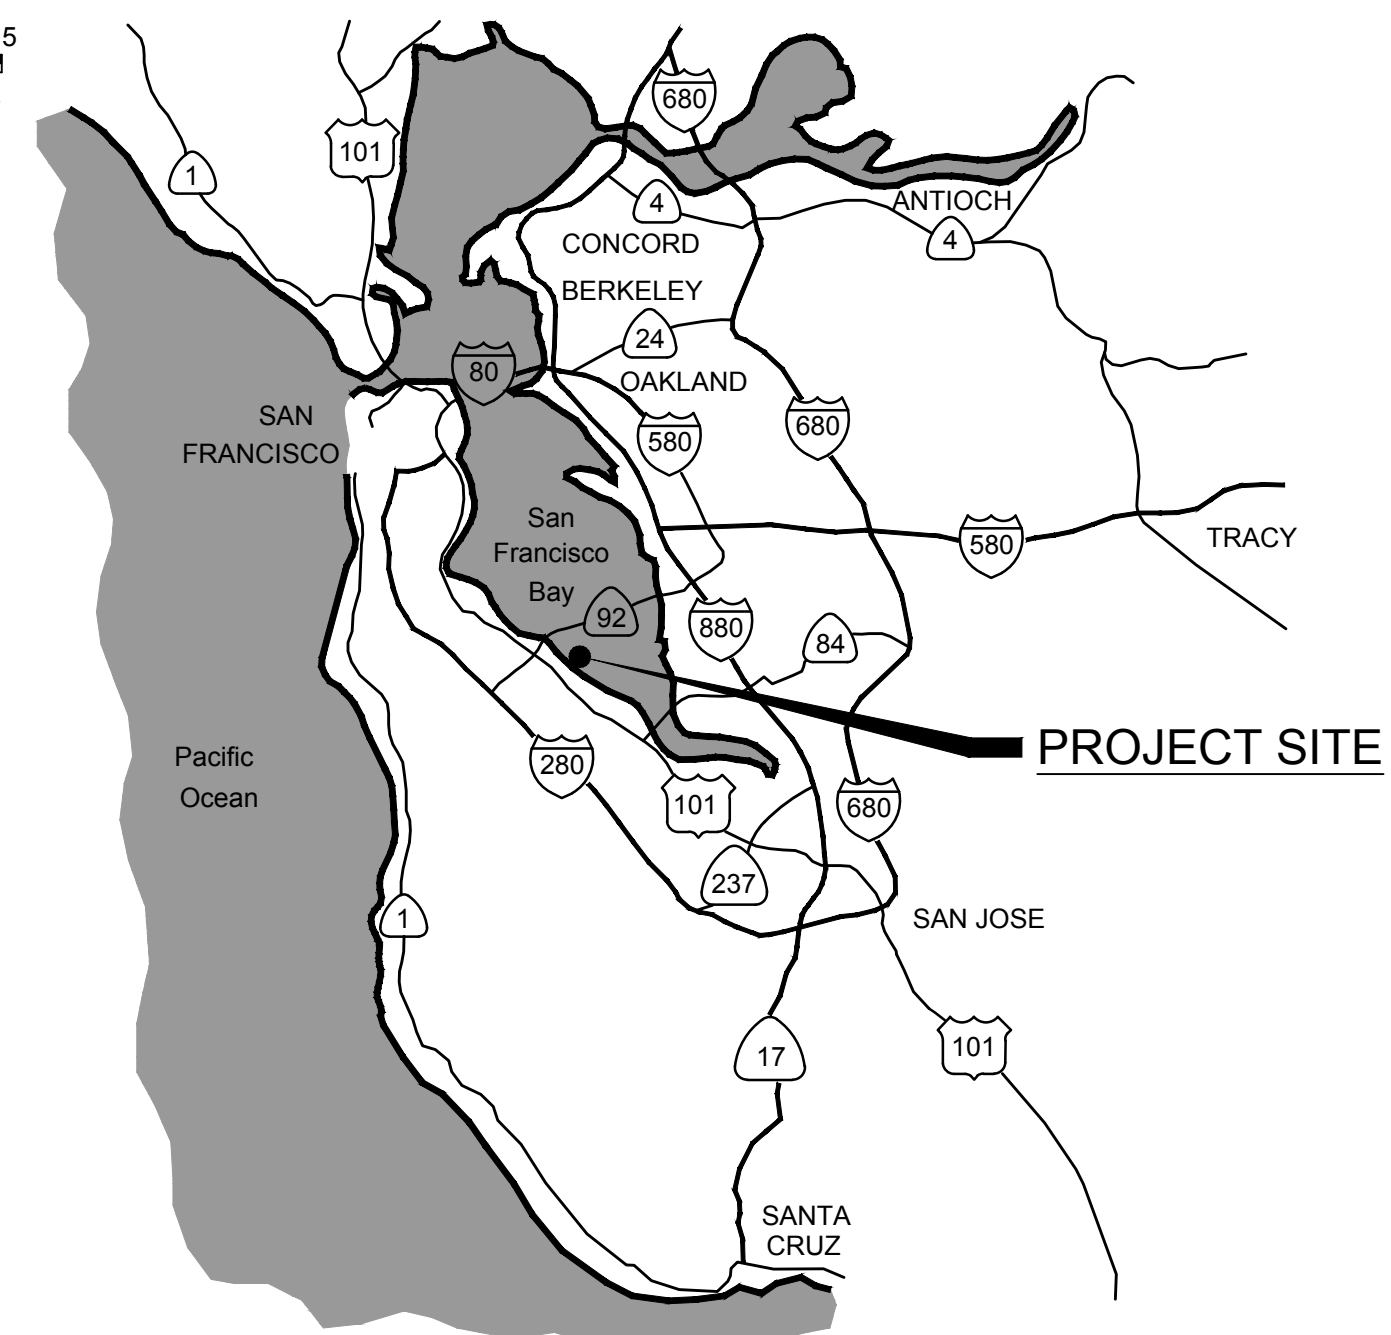 5
680
101
1
4
ANTIOCH
4
CONCORD
BERKELEY
24
80
OAKLAND
SAN
FRANCISCO
680
580
San
Francisco
Bay
580
TRACY
92
880
84
PROJECT SITE
Pacific
Ocean
280
101
680
237
1
SAN JOSE
17
101
SANTA
CRUZ